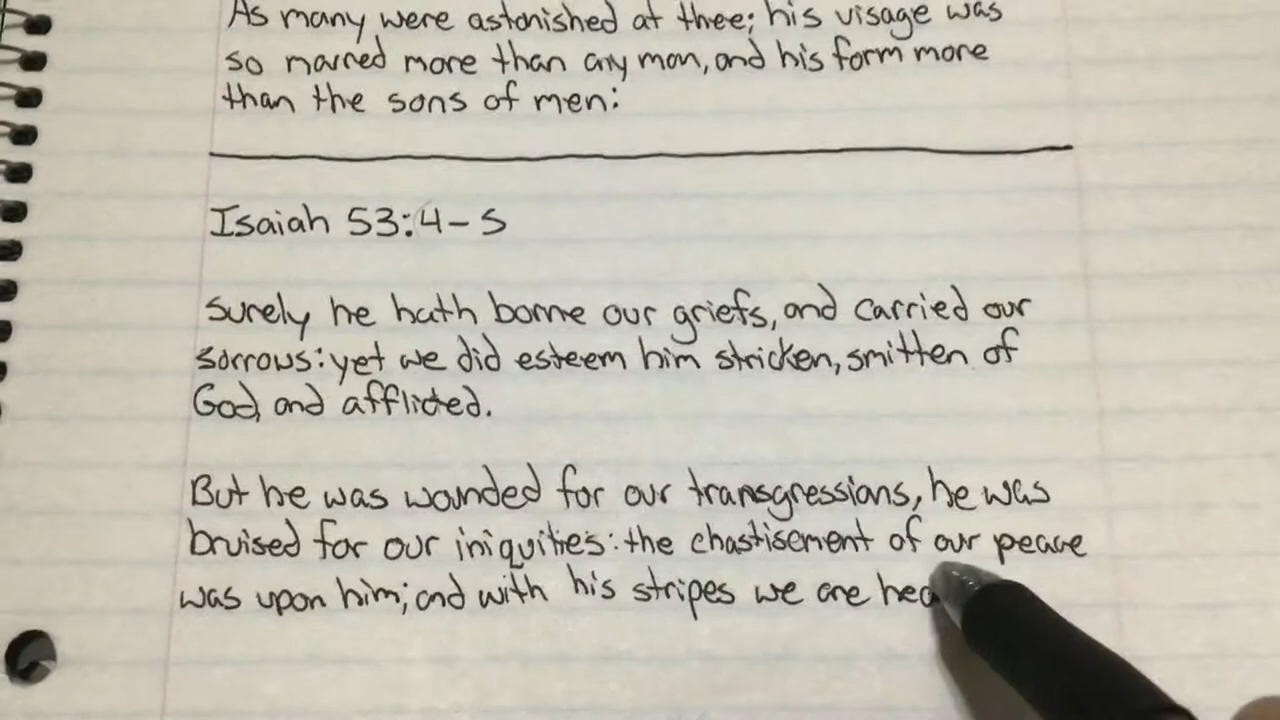 As many were astonished at thee; his visage was
so marred more than any man, and his form more
than the sons of men:
Isaiah 53:4-5
Surely he hath borne our griefs, and carried our
sorrows: yet we did esteem him stricken, smitten of
God, and afflicted.
But he was wounded for our transgressions, he was
bruised for our iniquities: the chastisement of our peace
was upon him; and with his stripes we are